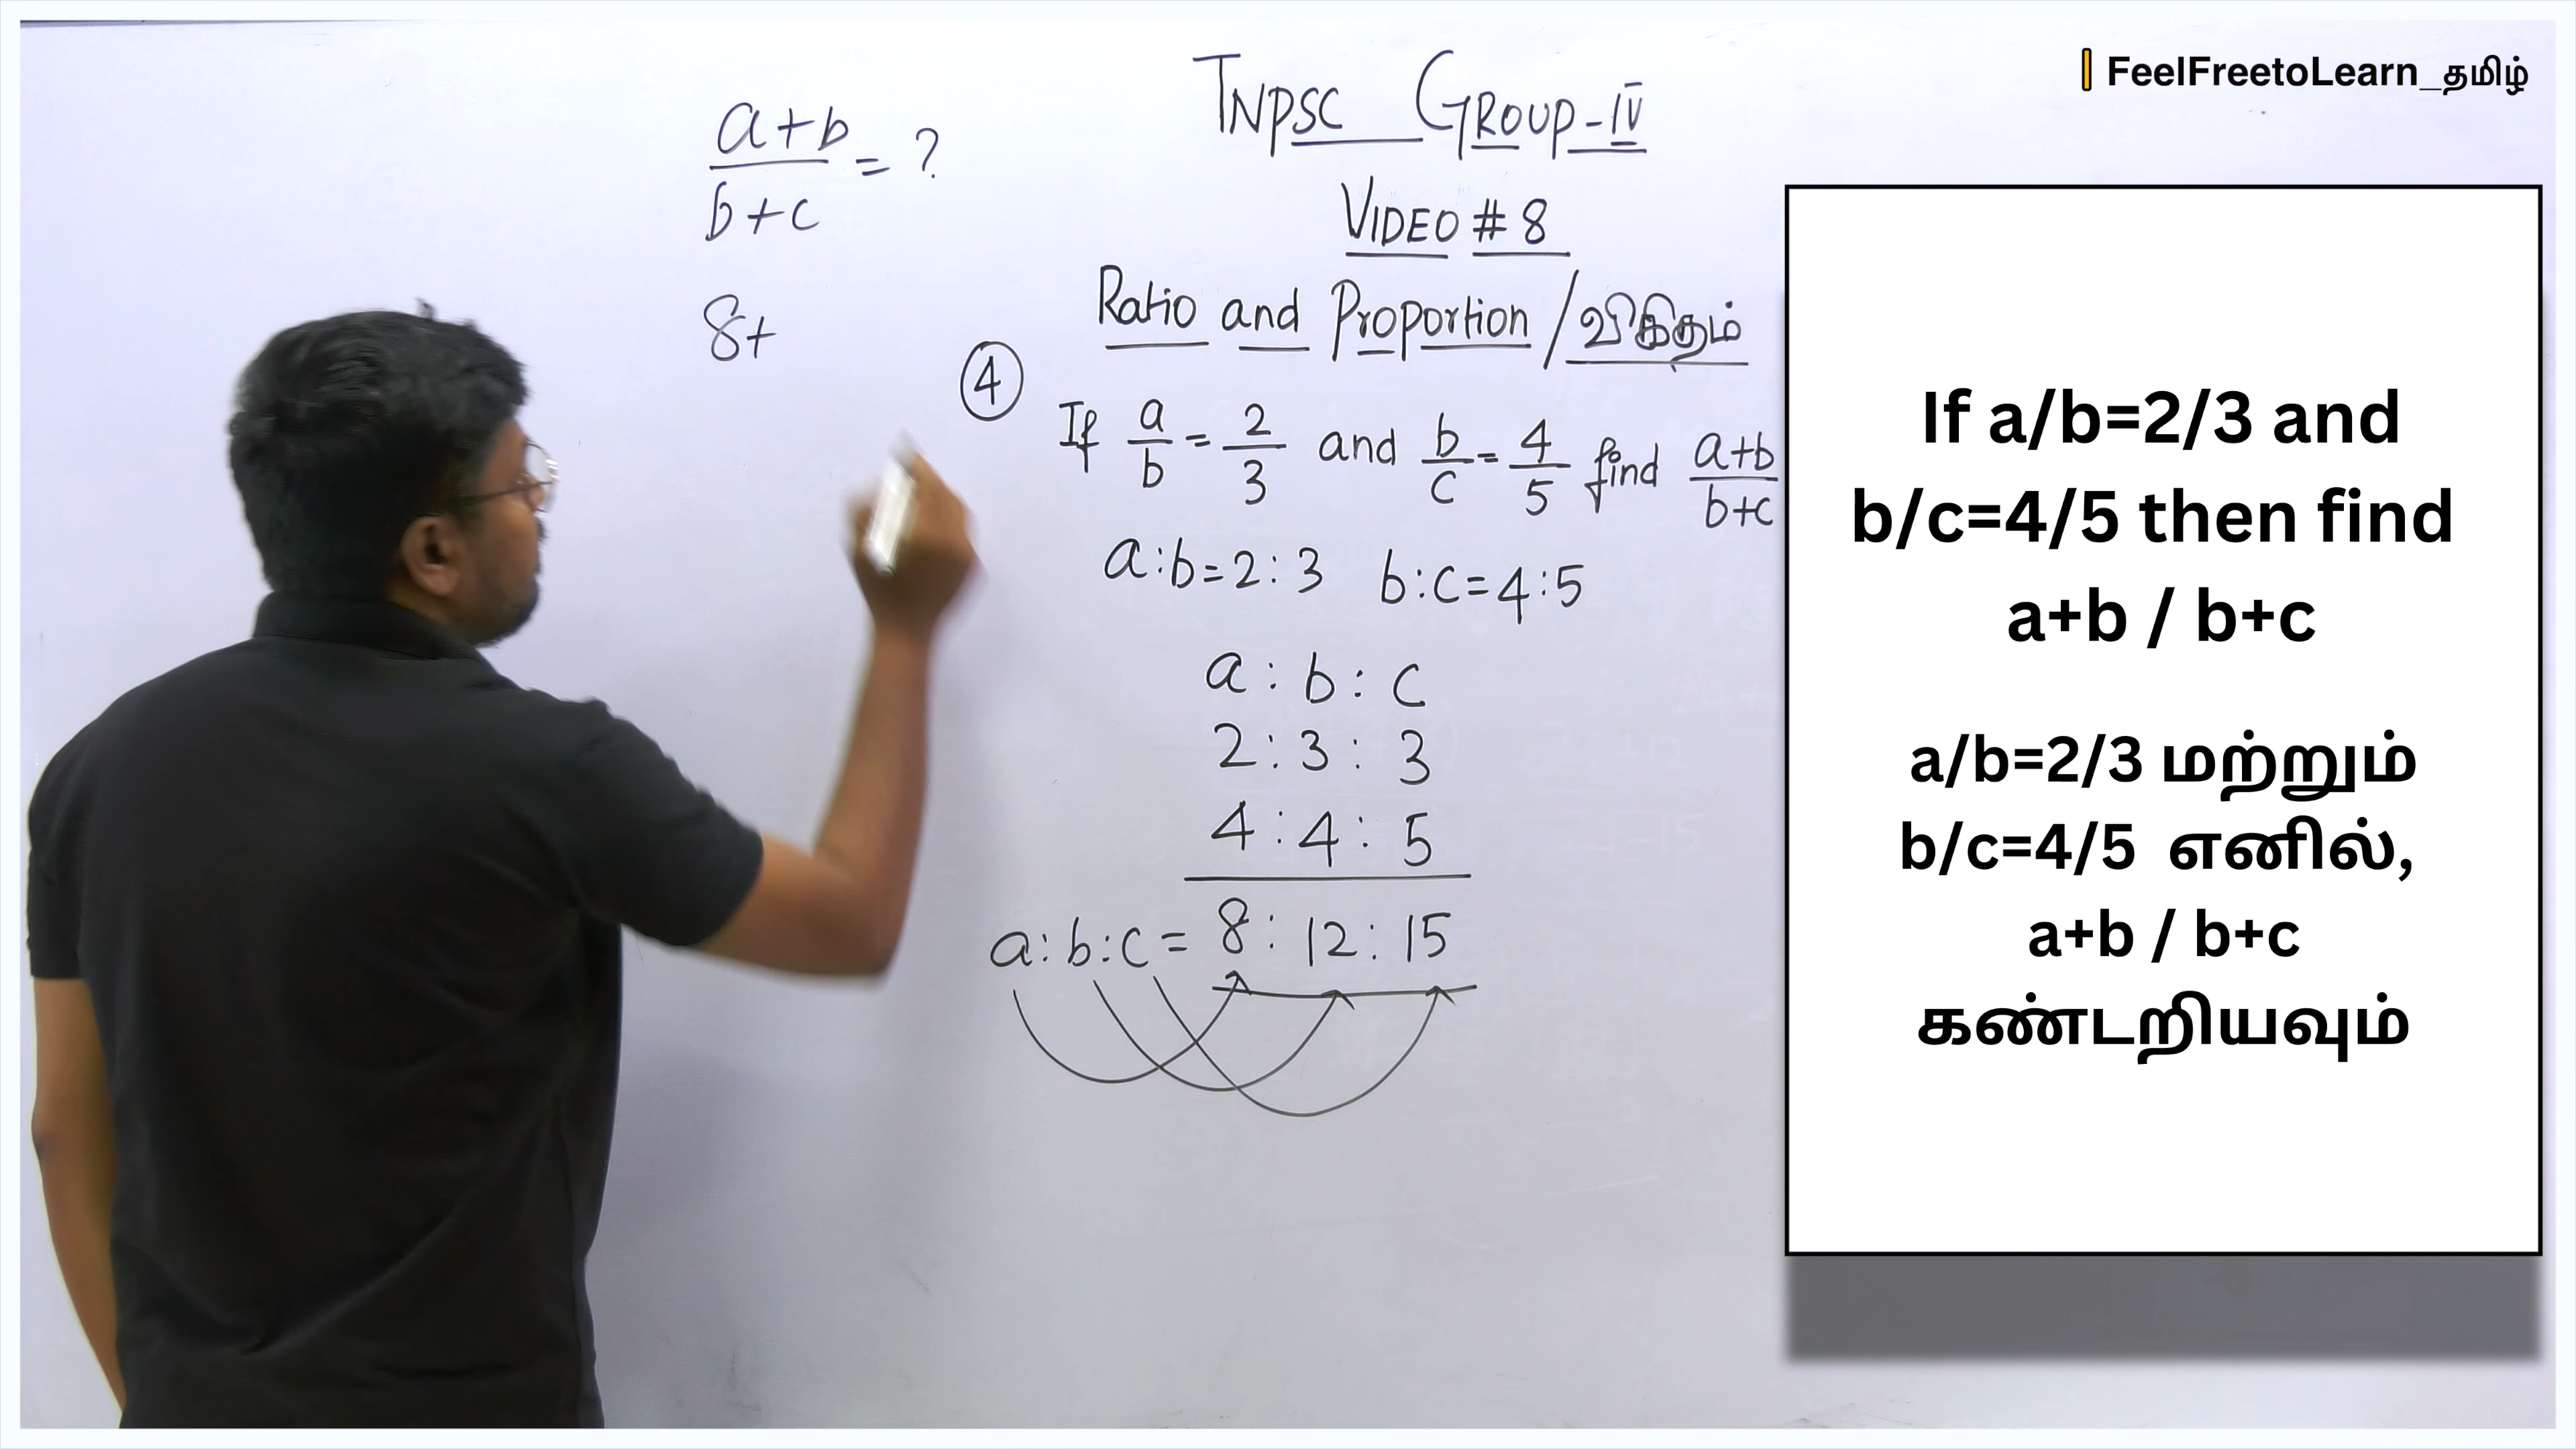 FeelFreetoLearn_தமிழ்
TNPSC GROUP-IV
VIDEO # 8
Ratio and Proportion / விகிதம்
a+b
b+c
= ?
8+
4
If a/b = 2/3 and b/c = 4/5 find a+b/b+c
a:b=2:3 b:c=4:5
a : b : c
2 : 3 : 3
4 : 4 : 5
a:b:c = 8 : 12 : 15
If a/b=2/3 and
b/c=4/5 then find
a+b / b+c
a/b=2/3 மற்றும்
b/c=4/5 எனில்,
a+b / b+c
கண்டறியவும்